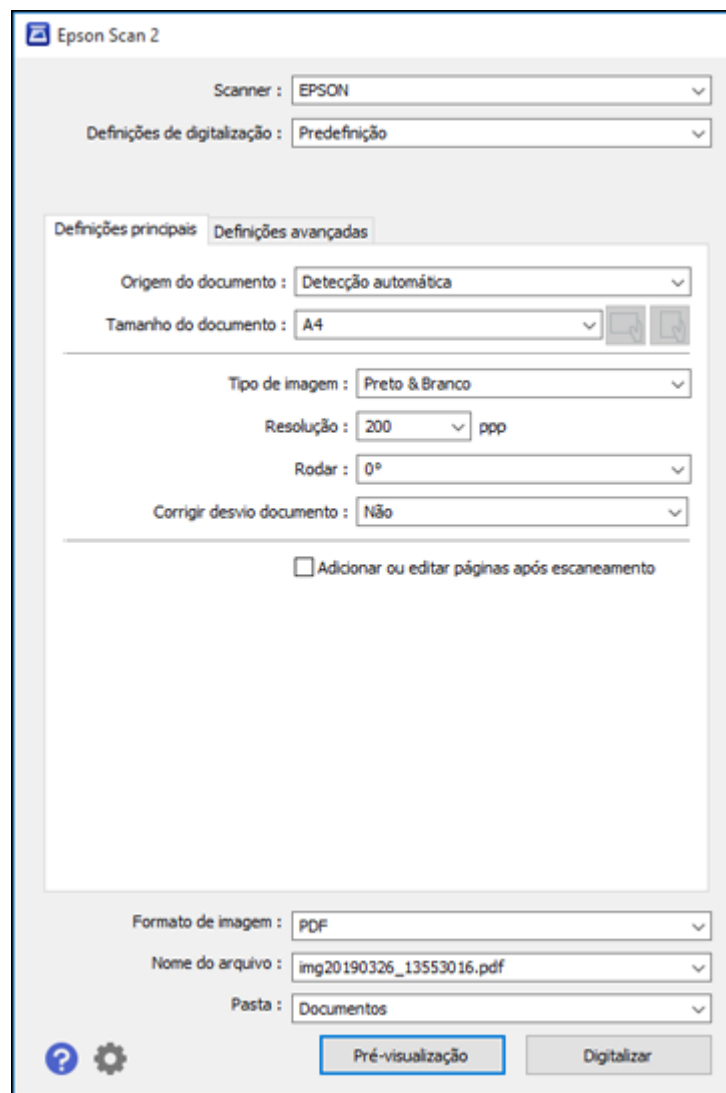 Epson Scan 2
Scanner : EPSON
Definições de digitalização : Predefinição
Definições principais Definições avançadas
Origem do documento : Detecção automática
Tamanho do documento : A4
Tipo de imagem : Preto & Branco
Resolução : 200 ppp
Rodar : 0°
Corrigir desvio documento : Não
Adicionar ou editar páginas após escaneamento
Formato de imagem : PDF
Nome do arquivo : img20190326_13553016.pdf
Pasta : Documentos
? Pré-visualização Digitalizar